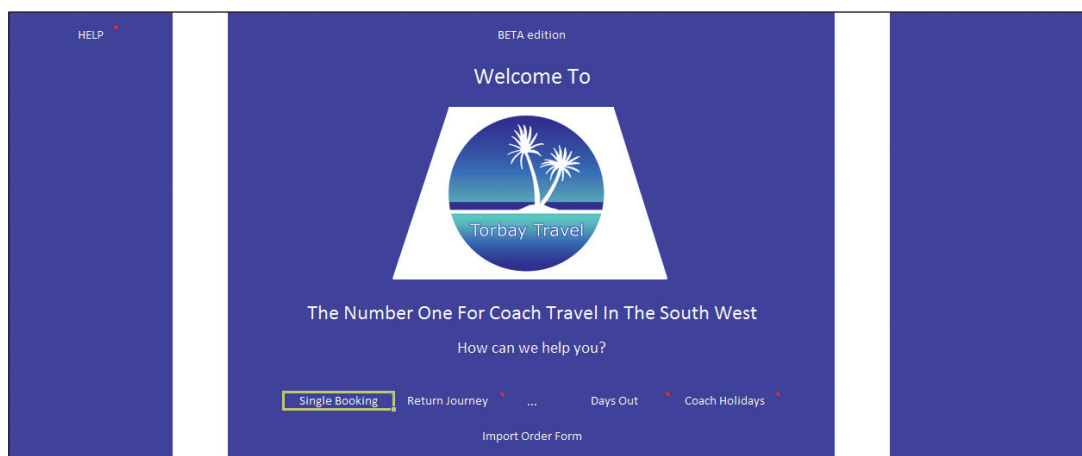 HELP
BETA edition
Welcome To
Torbay Travel
The Number One For Coach Travel In The South West
How can we help you?
Single Booking Return Journey ... Days Out Coach Holidays
Import Order Form